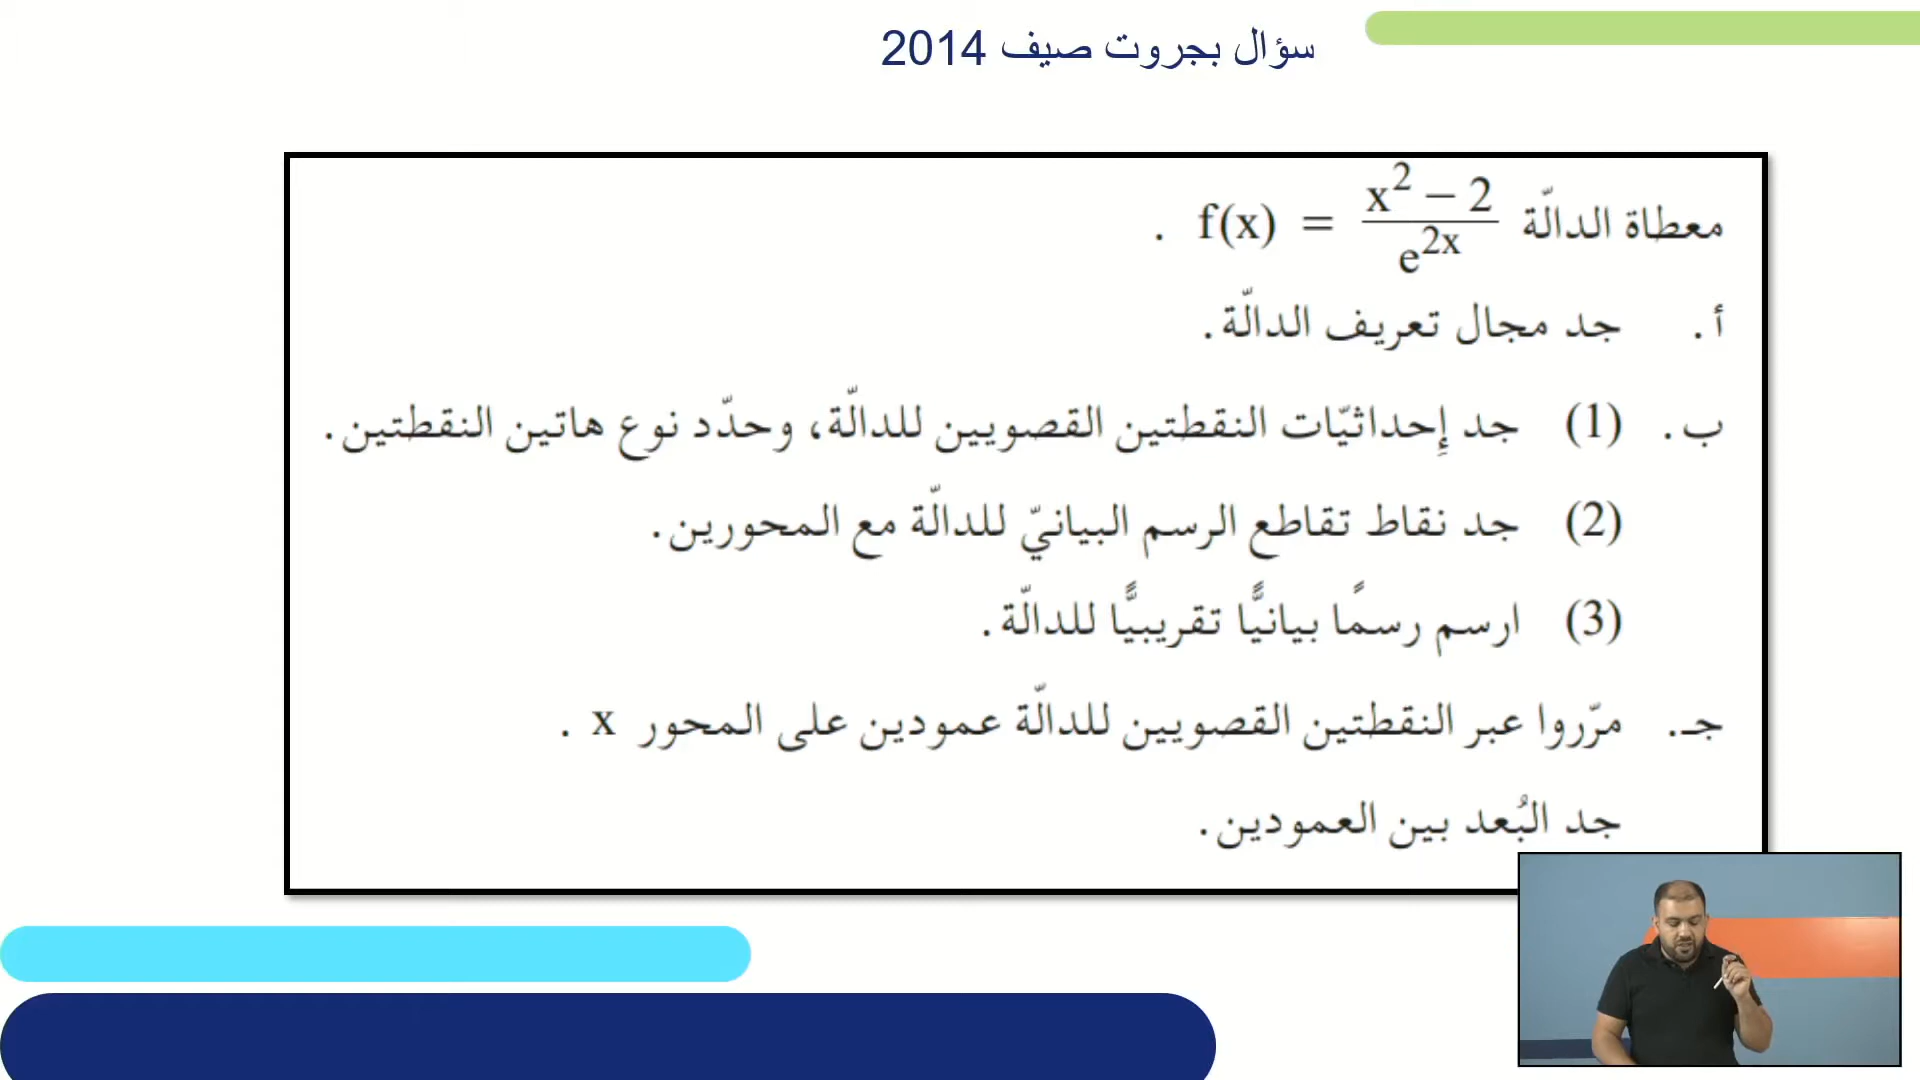 سؤال بجروت صيف 2014
معطاة الدالّة f(x) = \frac{x^2 - 2}{e^{2x}} .
أ. جد مجال تعريف الدالّة.
ب. (1) جد إِحداثيّات النقطتين القصويين للدالّة، وحدّد نوع هاتين النقطتين.
(2) جد نقاط تقاطع الرسم البيانيّ للدالّة مع المحورين.
(3) ارسم رسمًا بيانيًّا تقريبيًّا للدالّة.
جـ. مرّروا عبر النقطتين القصويين للدالّة عمودين على المحور x .
جد البُعد بين العمودين.